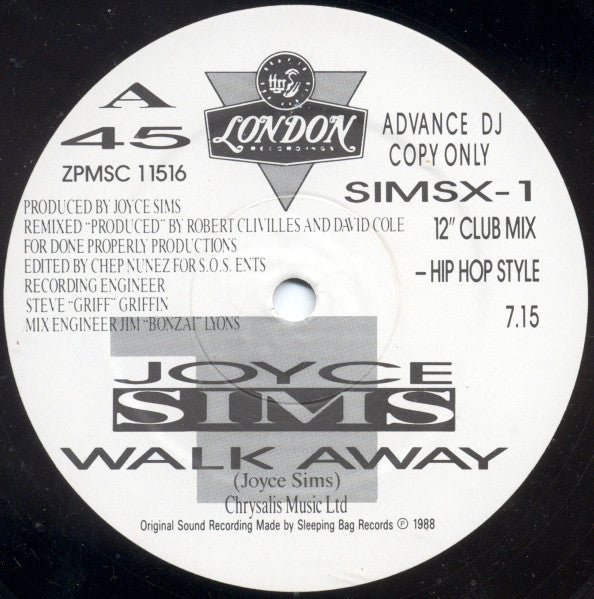 LONDON
RECORDINGS
A
45
ZPMSC 11516
ADVANCE DJ
COPY ONLY
SIMSX-1
12" CLUB MIX
– HIP HOP STYLE
7.15
PRODUCED BY JOYCE SIMS
REMIXED "PRODUCED" BY ROBERT CLIVILLES AND DAVID COLE
FOR DONE PROPERLY PRODUCTIONS
EDITED BY CHEP NUNEZ FOR S.O.S. ENTS
RECORDING ENGINEER
STEVE "GRIFF" GRIFFIN
MIX ENGINEER JIM "BONZAI" LYONS
JOYCE
SIMS
WALK AWAY
(Joyce Sims)
Chrysalis Music Ltd
Original Sound Recording Made by Sleeping Bag Records ℗ 1988